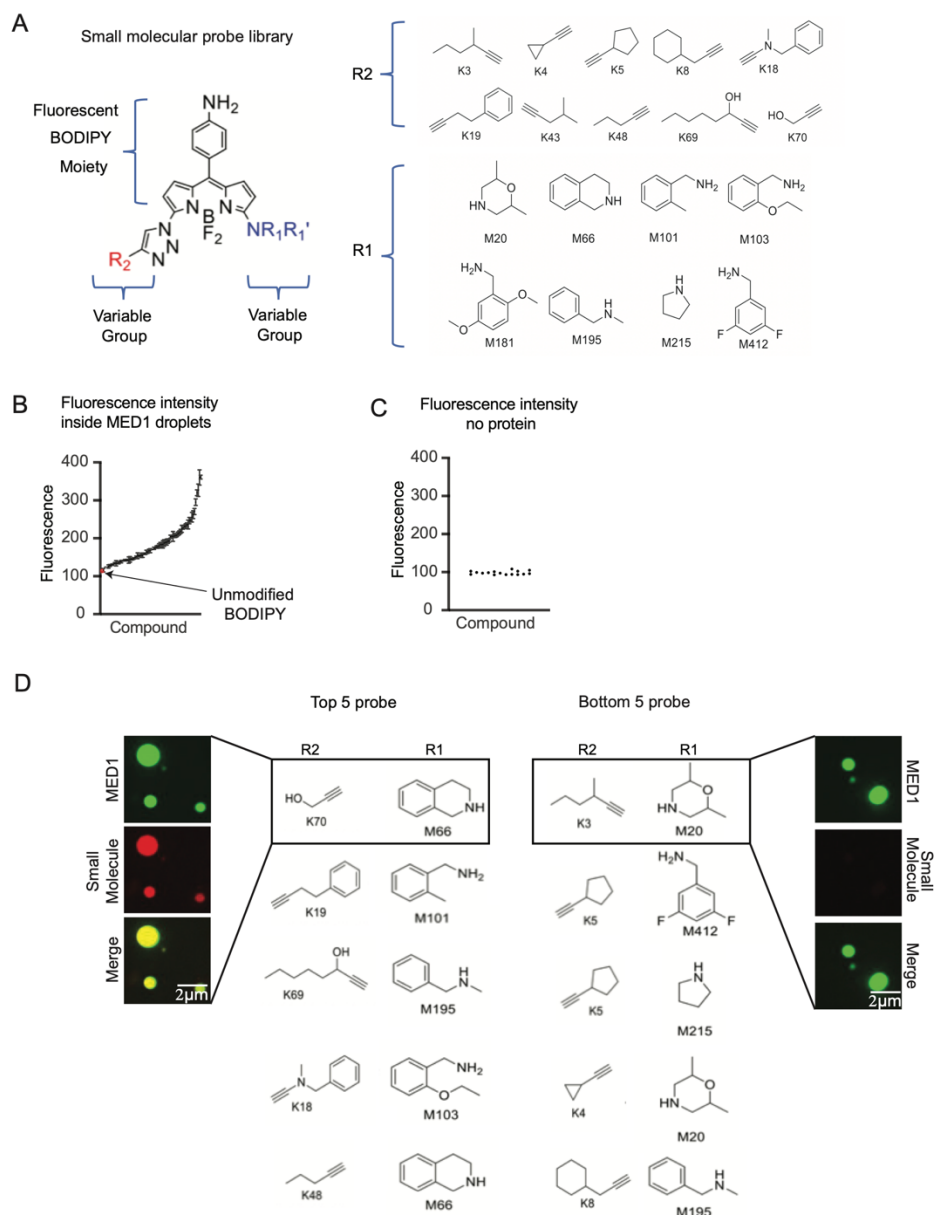 A
Small molecular probe library
Fluorescent
BODIPY
Moiety
NH2
N
N
B
F2
N
N
N
R2
NR1R1'
Variable
Group
Variable
Group
R2
K3
K4
K5
K8
N
K18
K19
K43
K48
OH
K69
HO
K70
R1
O
HN
M20
NH
M66
NH2
M101
NH2
O
M103
H2N
O
O
M181
H
N
M195
H
N
M215
H2N
F
F
M412
B
Fluorescence intensity
inside MED1 droplets
400
300
200
100
0
Fluorescence
Compound
Unmodified
BODIPY
C
Fluorescence intensity
no protein
400
300
200
100
0
Fluorescence
Compound
D
Top 5 probe
Bottom 5 probe
R2
R1
R2
R1
MED1
Small
Molecule
Merge
2μm
HO
K70
NH
M66
K3
O
HN
M20
K19
NH2
M101
K5
H2N
F
F
M412
OH
K69
H
N
M195
K5
H
N
M215
N
K18
NH2
O
M103
K4
O
HN
M20
K48
NH
M66
K8
H
N
M195
MED1
Small
Molecule
Merge
2μm